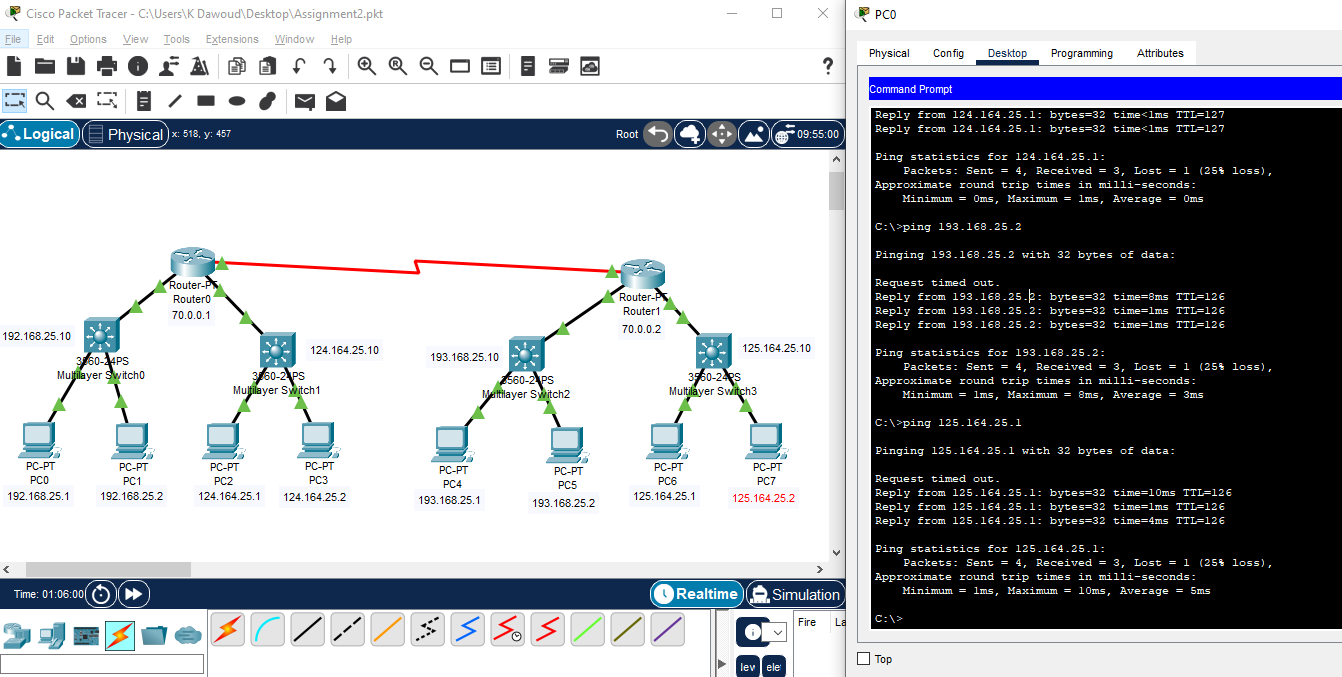 Cisco Packet Tracer - C:\Users\K Dawoud\Desktop\Assignment2.pkt
File Edit Options View Tools Extensions Window Help
Logical Physical x: 518, y: 457
Root 09:55:00
Router-PT
Router0
70.0.0.1
Router-PT
Router1
70.0.0.2
192.168.25.10
3560-24PS
Multilayer Switch0
124.164.25.10
3560-24PS
Multilayer Switch1
193.168.25.10
3560-24PS
Multilayer Switch2
125.164.25.10
3560-24PS
Multilayer Switch3
PC-PT
PC0
192.168.25.1
PC-PT
PC1
192.168.25.2
PC-PT
PC2
124.164.25.1
PC-PT
PC3
124.164.25.2
PC-PT
PC4
193.168.25.1
PC-PT
PC5
193.168.25.2
PC-PT
PC6
125.164.25.1
PC-PT
PC7
125.164.25.2
Time: 01:06:00
Realtime Simulation
Fire La
lev elet
PC0
Physical Config Desktop Programming Attributes
Command Prompt
Reply from 124.164.25.1: bytes=32 time<1ms TTL=127
Reply from 124.164.25.1: bytes=32 time<1ms TTL=127
Ping statistics for 124.164.25.1:
Packets: Sent = 4, Received = 3, Lost = 1 (25% loss),
Approximate round trip times in milli-seconds:
Minimum = 0ms, Maximum = 1ms, Average = 0ms
C:\>ping 193.168.25.2
Pinging 193.168.25.2 with 32 bytes of data:
Request timed out.
Reply from 193.168.25.2: bytes=32 time=8ms TTL=126
Reply from 193.168.25.2: bytes=32 time=1ms TTL=126
Reply from 193.168.25.2: bytes=32 time=1ms TTL=126
Ping statistics for 193.168.25.2:
Packets: Sent = 4, Received = 3, Lost = 1 (25% loss),
Approximate round trip times in milli-seconds:
Minimum = 1ms, Maximum = 8ms, Average = 3ms
C:\>ping 125.164.25.1
Pinging 125.164.25.1 with 32 bytes of data:
Request timed out.
Reply from 125.164.25.1: bytes=32 time=10ms TTL=126
Reply from 125.164.25.1: bytes=32 time=1ms TTL=126
Reply from 125.164.25.1: bytes=32 time=4ms TTL=126
Ping statistics for 125.164.25.1:
Packets: Sent = 4, Received = 3, Lost = 1 (25% loss),
Approximate round trip times in milli-seconds:
Minimum = 1ms, Maximum = 10ms, Average = 5ms
C:\>
Top